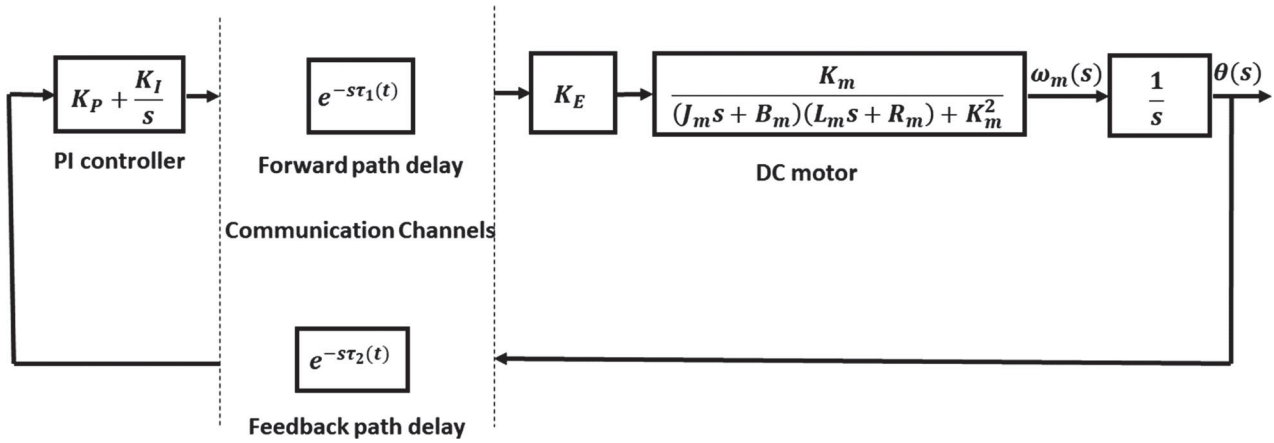 K_P + K_I/s
PI controller
e^{-sτ_1(t)}
Forward path delay
Communication Channels
e^{-sτ_2(t)}
Feedback path delay
K_E
K_m
(J_m s + B_m)(L_m s + R_m) + K_m^2
DC motor
ω_m(s)
1
s
θ(s)